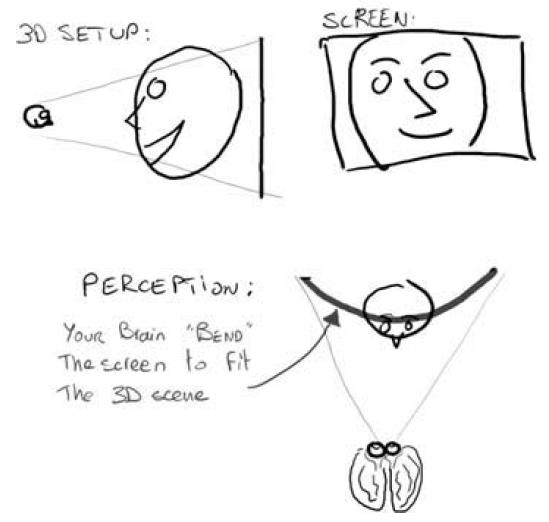 3D SETUP:
SCREEN:
PERCEPTION:
Your Brain "BEND"
The screen to Fit
The 3D scene